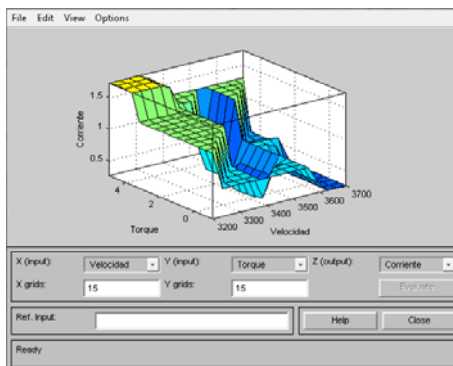 File Edit View Options
1.5
1
0.5
Corriente
4
2
0
Torque
3200
3300
3400
3500
3600
3700
Velocidad
X (input): Velocidad Y (input): Torque Z (output): Corriente
X grids: 15 Y grids: 15 Evaluate
Ref. Input: Help Close
Ready